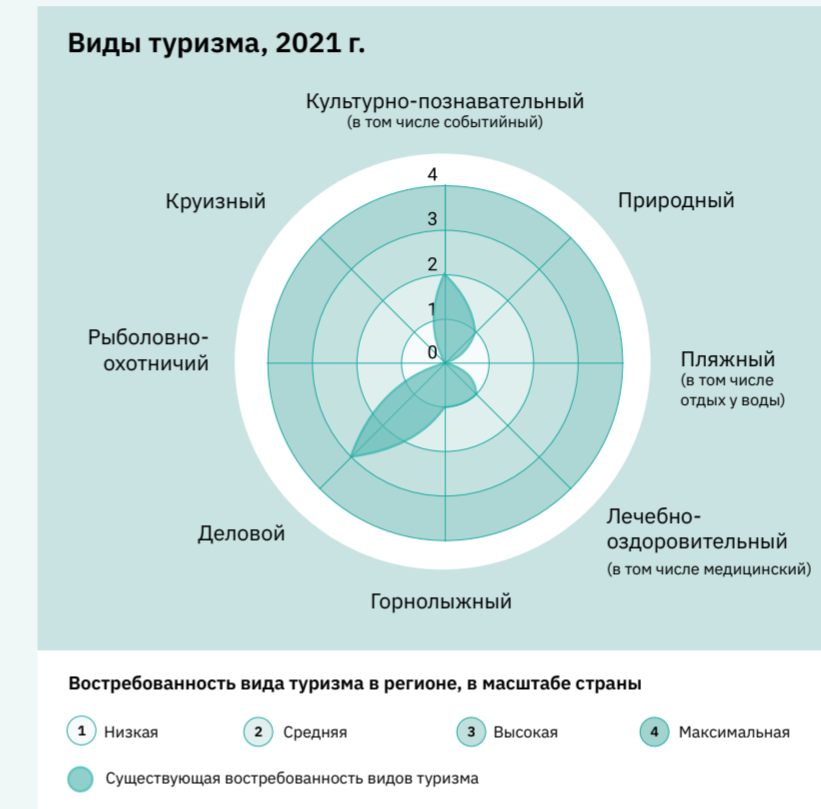 Виды туризма, 2021 г.
Культурно-познавательный
(в том числе событийный)
Круизный
Природный
4
3
2
1
0
Рыболовно-
охотничий
Пляжный
(в том числе
отдых у воды)
Деловой
Лечебно-
оздоровительный
(в том числе медицинский)
Горнолыжный
Востребованность вида туризма в регионе, в масштабе страны
1 Низкая
2 Средняя
3 Высокая
4 Максимальная
Существующая востребованность видов туризма